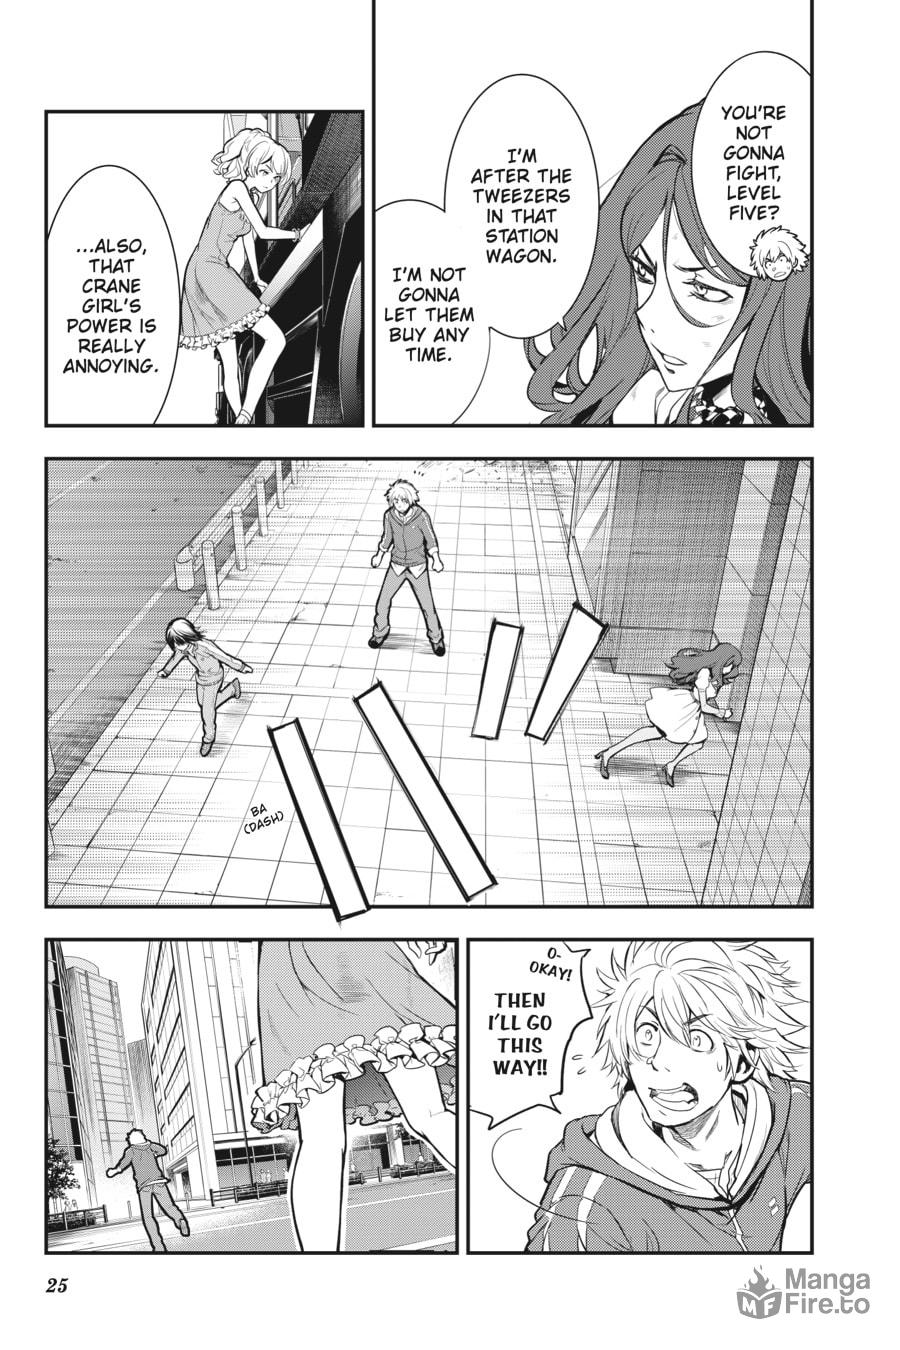 YOU'RE
NOT
GONNA
FIGHT,
LEVEL
FIVE?
I'M
AFTER THE
TWEEZERS
IN THAT
STATION
WAGON.
I'M NOT
GONNA
LET THEM
BUY ANY
TIME.
...ALSO,
THAT
CRANE
GIRL'S
POWER IS
REALLY
ANNOYING.
BA
(DASH)
O-
OKAY!
THEN
I'LL GO
THIS
WAY!!
25
Manga
Fire.to
MF